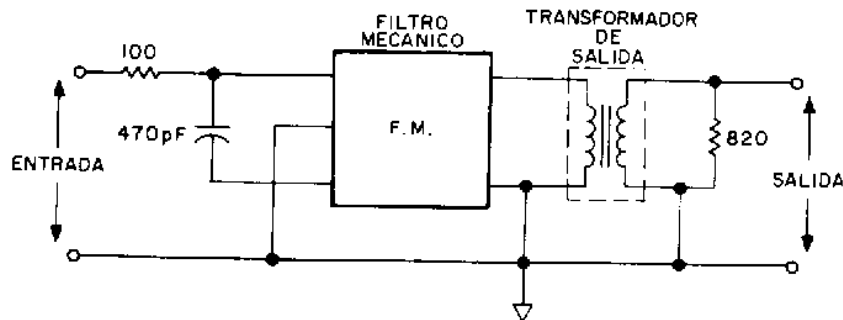 FILTRO
MECANICO
TRANSFORMADOR
DE
SALIDA
100
470pF
F.M.
820
ENTRADA
SALIDA